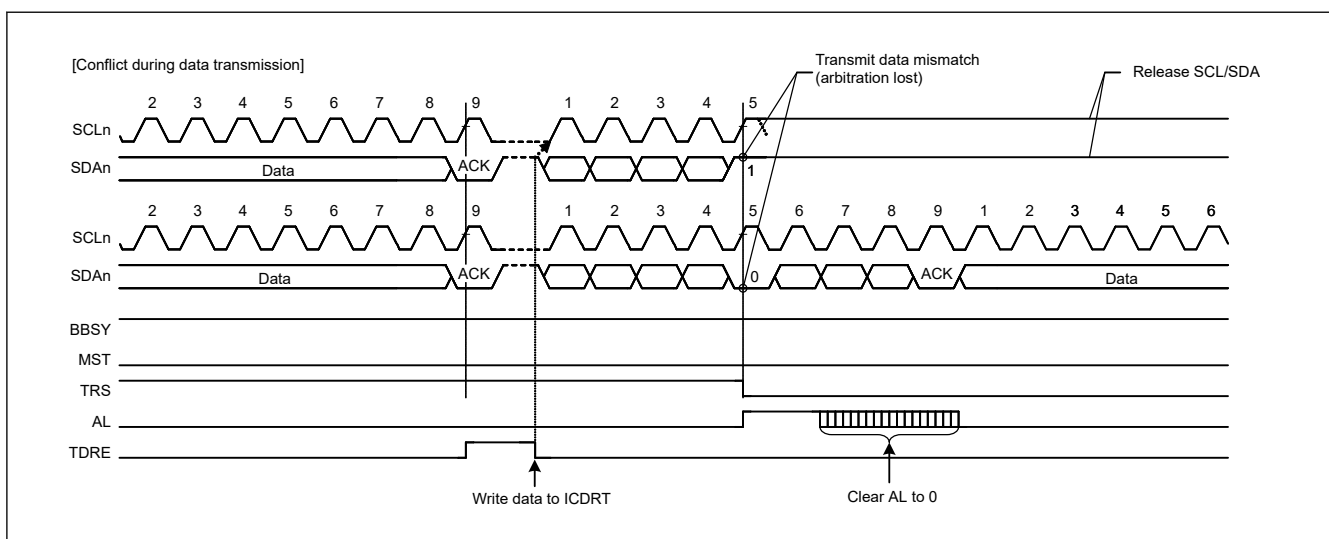 [Conflict during data transmission]
Transmit data mismatch
(arbitration lost)
Release SCL/SDA
2 3 4 5 6 7 8 9 1 2 3 4 5
SCLn
SDAn Data ACK 1
2 3 4 5 6 7 8 9 1 2 3 4 5 6 7 8 9 1 2 3 4 5 6
SCLn
SDAn Data ACK 0 ACK Data
BBSY
MST
TRS
AL
TDRE
Write data to ICDRT
Clear AL to 0